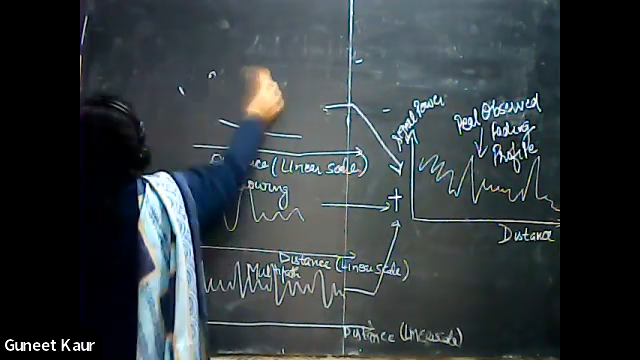 Signal Power
Real Observed
Fading
Profile
Distance (Linear scale)
+
Distance
Distance (Linear scale)
Multipath
Distance (Linear scale)
Guneet Kaur